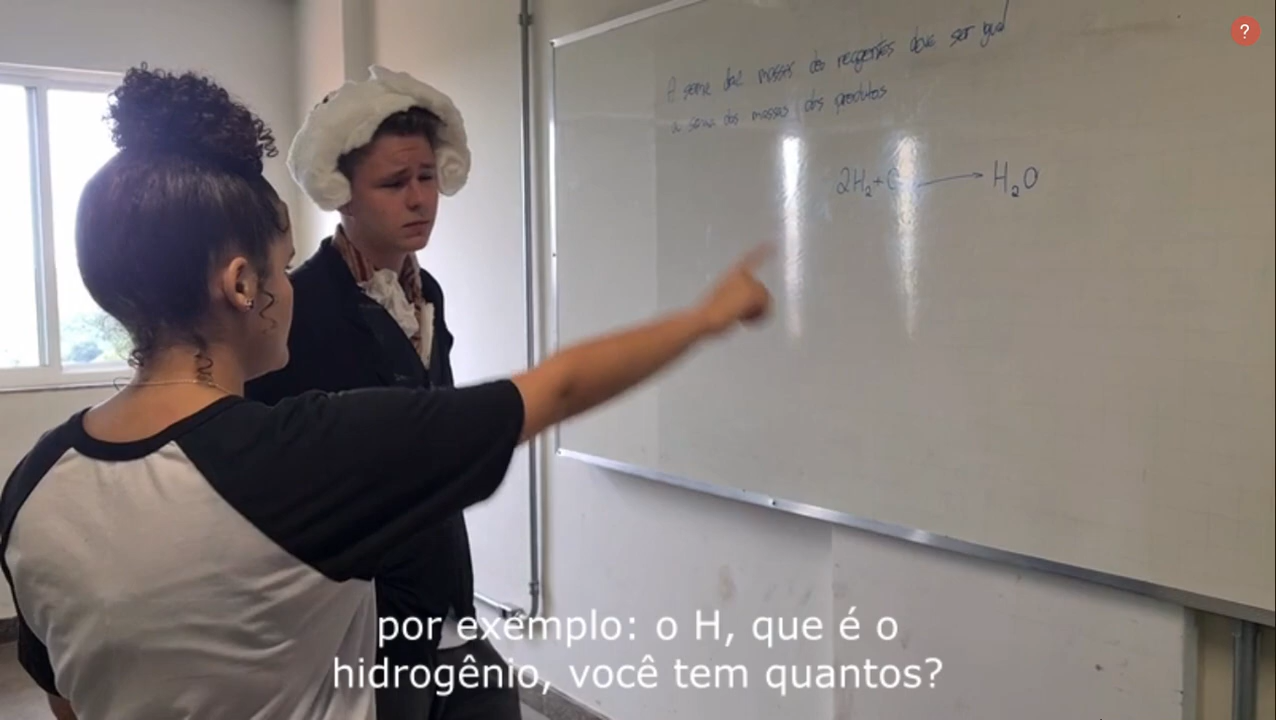 ?
A soma das massas dos reagentes deve ser igual
a soma das massas dos produtos
2H₂+O → H₂O
por exemplo: o H, que é o
hidrogênio, você tem quantos?